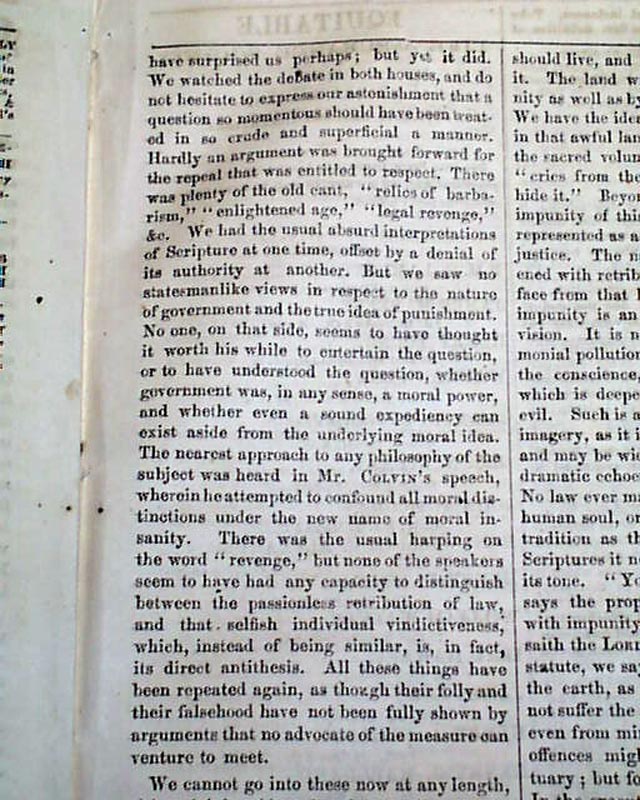 EQUITABLE
have surprised us perhaps; but yet it did.
We watched the debate in both houses, and do
not hesitate to express our astonishment that a
question so momentous should have been treat-
ed in so crude and superficial a manner.
Hardly an argument was brought forward for
the repeal that was entitled to respect. There
was plenty of the old cant, "relics of barba-
rism," "enlightened age," "legal revenge,"
&c. We had the usual absurd interpretations
of Scripture at one time, offset by a denial of
its authority at another. But we saw no
statesmanlike views in respect to the nature
of government and the true idea of punishment.
No one, on that side, seems to have thought
it worth his while to entertain the question,
or to have understood the question, whether
government was, in any sense, a moral power,
and whether even a sound expediency can
exist aside from the underlying moral idea.
The nearest approach to any philosophy of the
subject was heard in Mr. COLVIN's speech,
wherein he attempted to confound all moral dis-
tinctions under the new name of moral in-
sanity. There was the usual harping on
the word "revenge," but none of the speakers
seem to have had any capacity to distinguish
between the passionless retribution of law,
and that selfish individual vindictiveness,
which, instead of being similar, is, in fact,
its direct antithesis. All these things have
been repeated again, as though their folly and
their falsehood have not been fully shown by
arguments that no advocate of the measure can
venture to meet.
We cannot go into these now at any length,
should live, and
it. The land w
nity as well as by
We have the idea
in that awful lan
the sacred volum
"cries from the
hide it." Beyon
impunity of this
represented as a
justice. The n
ened with retrib
face from that l
impunity is an
vision. It is n
monial pollution
the conscience,
which is deepe
evil. Such is a
imagery, as it i
and may be wid
dramatic echoe
No law ever ma
human soul, or
tradition as th
Scriptures it n
its tone. "Yo
says the prop
with impunity
saith the LORD
statute, we say
the earth, as
not suffer the
even from min
offences migh
tuary; but fo